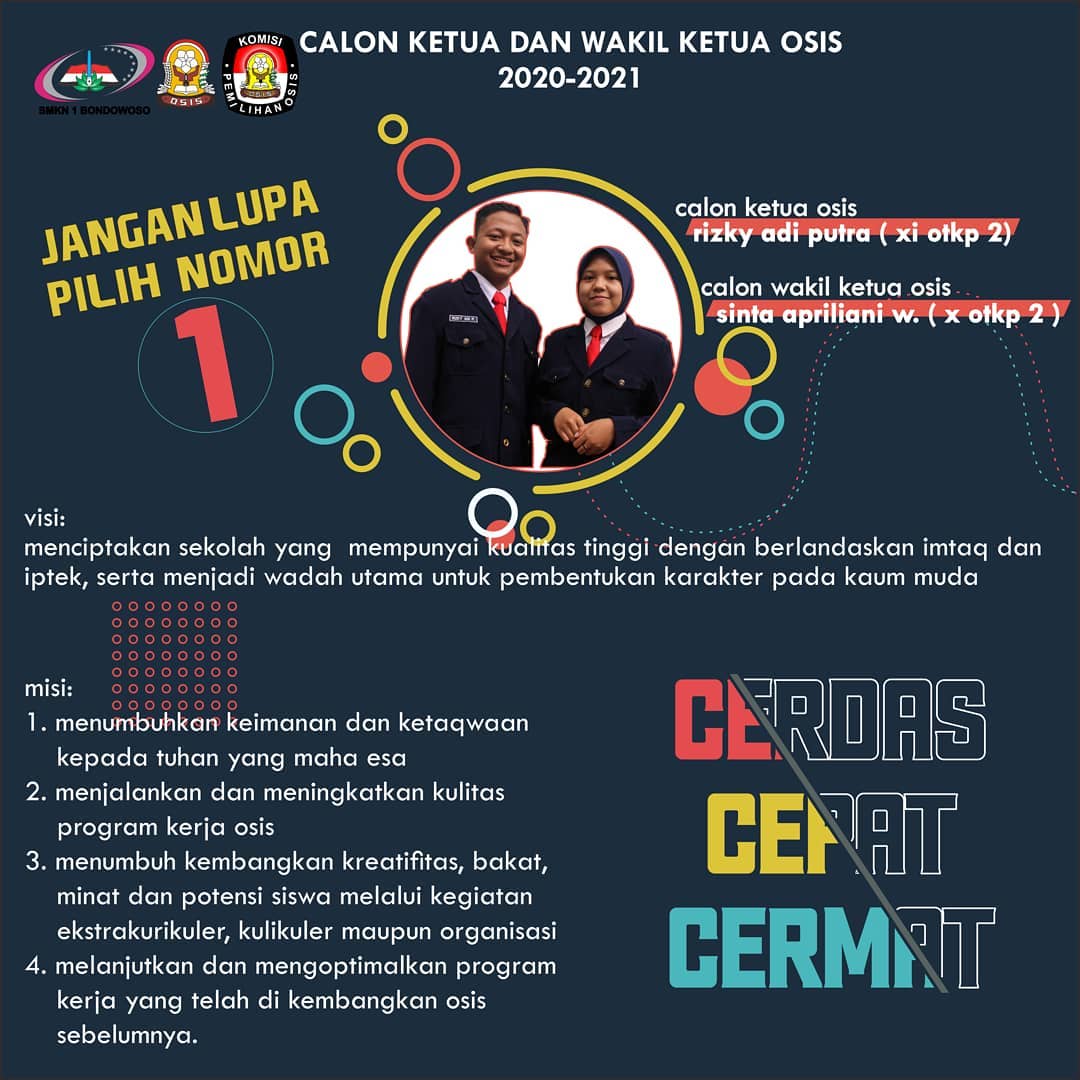 CALON KETUA DAN WAKIL KETUA OSIS
2020-2021
SMKN 1 BONDOWOSO
OSIS
KOMISI
PEMILIHAN OSIS
OSIS
JANGAN LUPA
PILIH NOMOR
1
calon ketua osis
rizky adi putra ( xi otkp 2)
calon wakil ketua osis
sinta apriliani w. ( x otkp 2 )
visi:
menciptakan sekolah yang mempunyai kualitas tinggi dengan berlandaskan imtaq dan
iptek, serta menjadi wadah utama untuk pembentukan karakter pada kaum muda
misi:
1. menumbuhkan keimanan dan ketaqwaan
kepada tuhan yang maha esa
2. menjalankan dan meningkatkan kulitas
program kerja osis
3. menumbuh kembangkan kreatifitas, bakat,
minat dan potensi siswa melalui kegiatan
ekstrakurikuler, kulikuler maupun organisasi
4. melanjutkan dan mengoptimalkan program
kerja yang telah di kembangkan osis
sebelumnya.
CERDAS
CEPAT
CERMAT